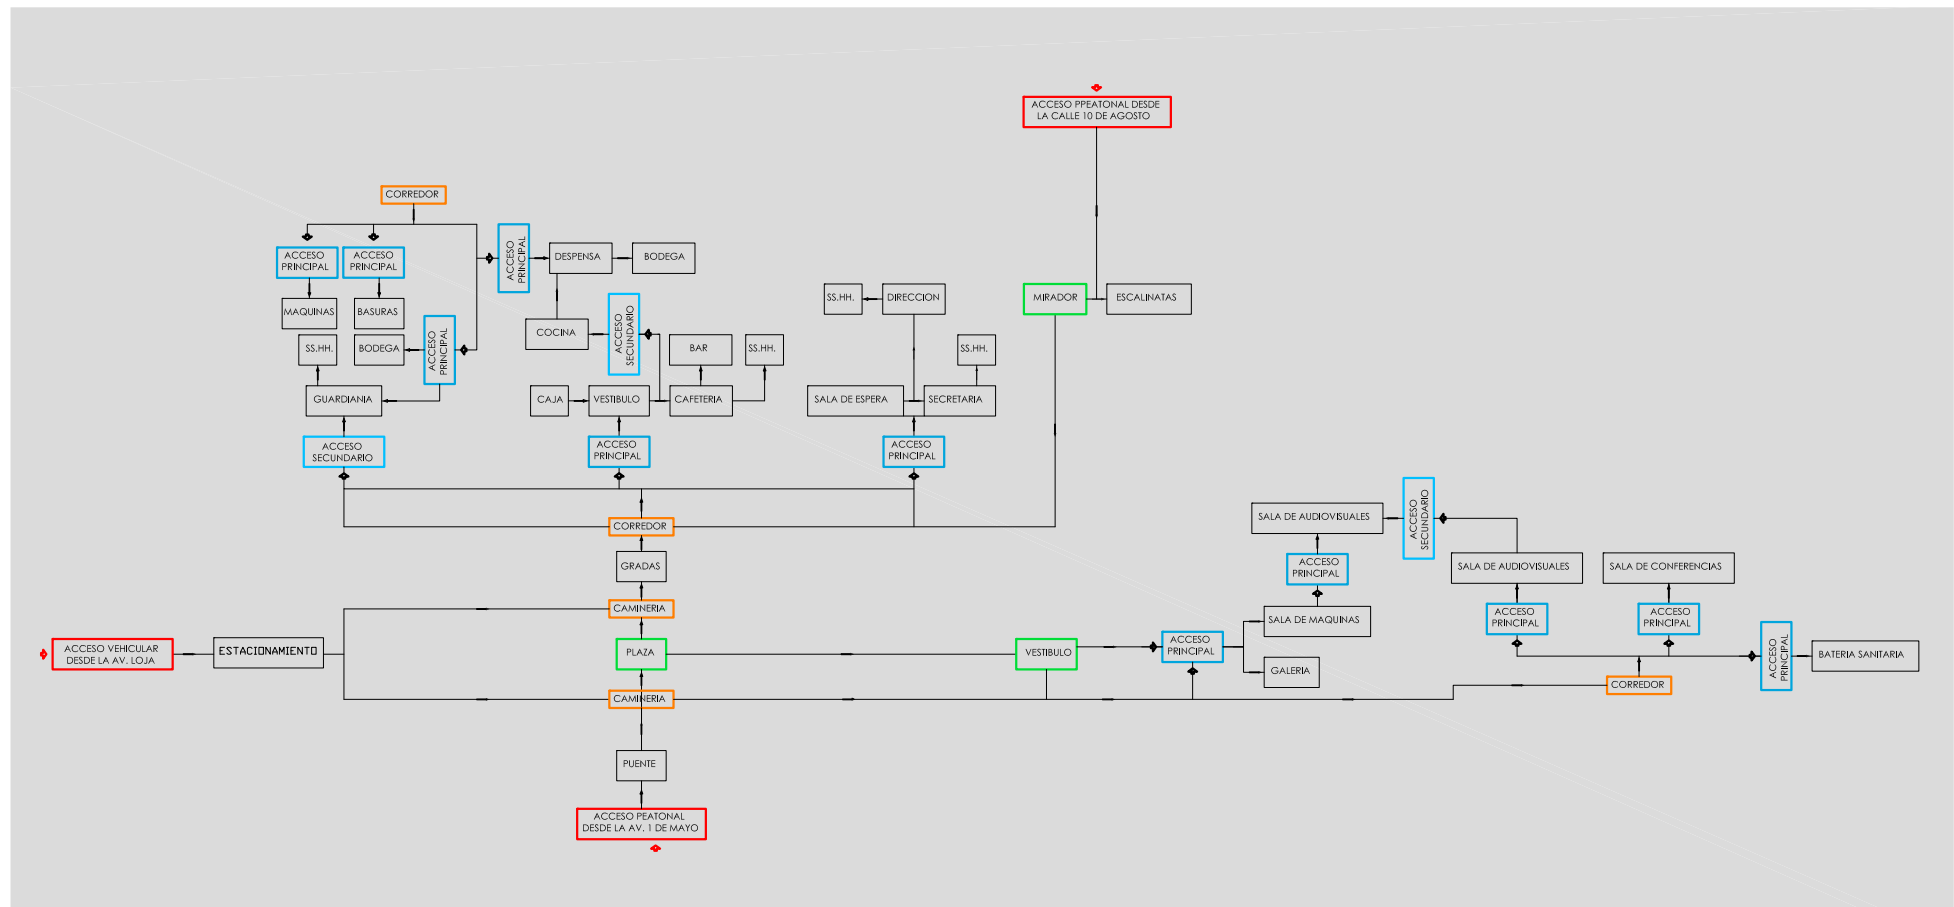 ACCESO PPEATONAL DESDE
LA CALLE 10 DE AGOSTO
CORREDOR
ACCESO
PRINCIPAL
ACCESO
PRINCIPAL
ACCESO
PRINCIPAL
DESPENSA
BODEGA
MAQUINAS
BASURAS
SS.HH.
DIRECCION
MIRADOR
ESCALINATAS
SS.HH.
BODEGA
ACCESO
PRINCIPAL
COCINA
ACCESO
SECUNDARIO
BAR
SS.HH.
SS.HH.
GUARDIANIA
CAJA
VESTIBULO
CAFETERIA
SALA DE ESPERA
SECRETARIA
ACCESO
SECUNDARIO
ACCESO
PRINCIPAL
ACCESO
PRINCIPAL
CORREDOR
SALA DE AUDIOVISUALES
ACCESO
SECUNDARIO
GRADAS
ACCESO
PRINCIPAL
SALA DE AUDIOVISUALES
SALA DE CONFERENCIAS
CAMINERIA
SALA DE MAQUINAS
ACCESO
PRINCIPAL
ACCESO
PRINCIPAL
ACCESO VEHICULAR
DESDE LA AV. LOJA
ESTACIONAMIENTO
PLAZA
VESTIBULO
ACCESO
PRINCIPAL
GALERIA
ACCESO
PRINCIPAL
BATERIA SANITARIA
CAMINERIA
CORREDOR
PUENTE
ACCESO PEATONAL
DESDE LA AV. 1 DE MAYO